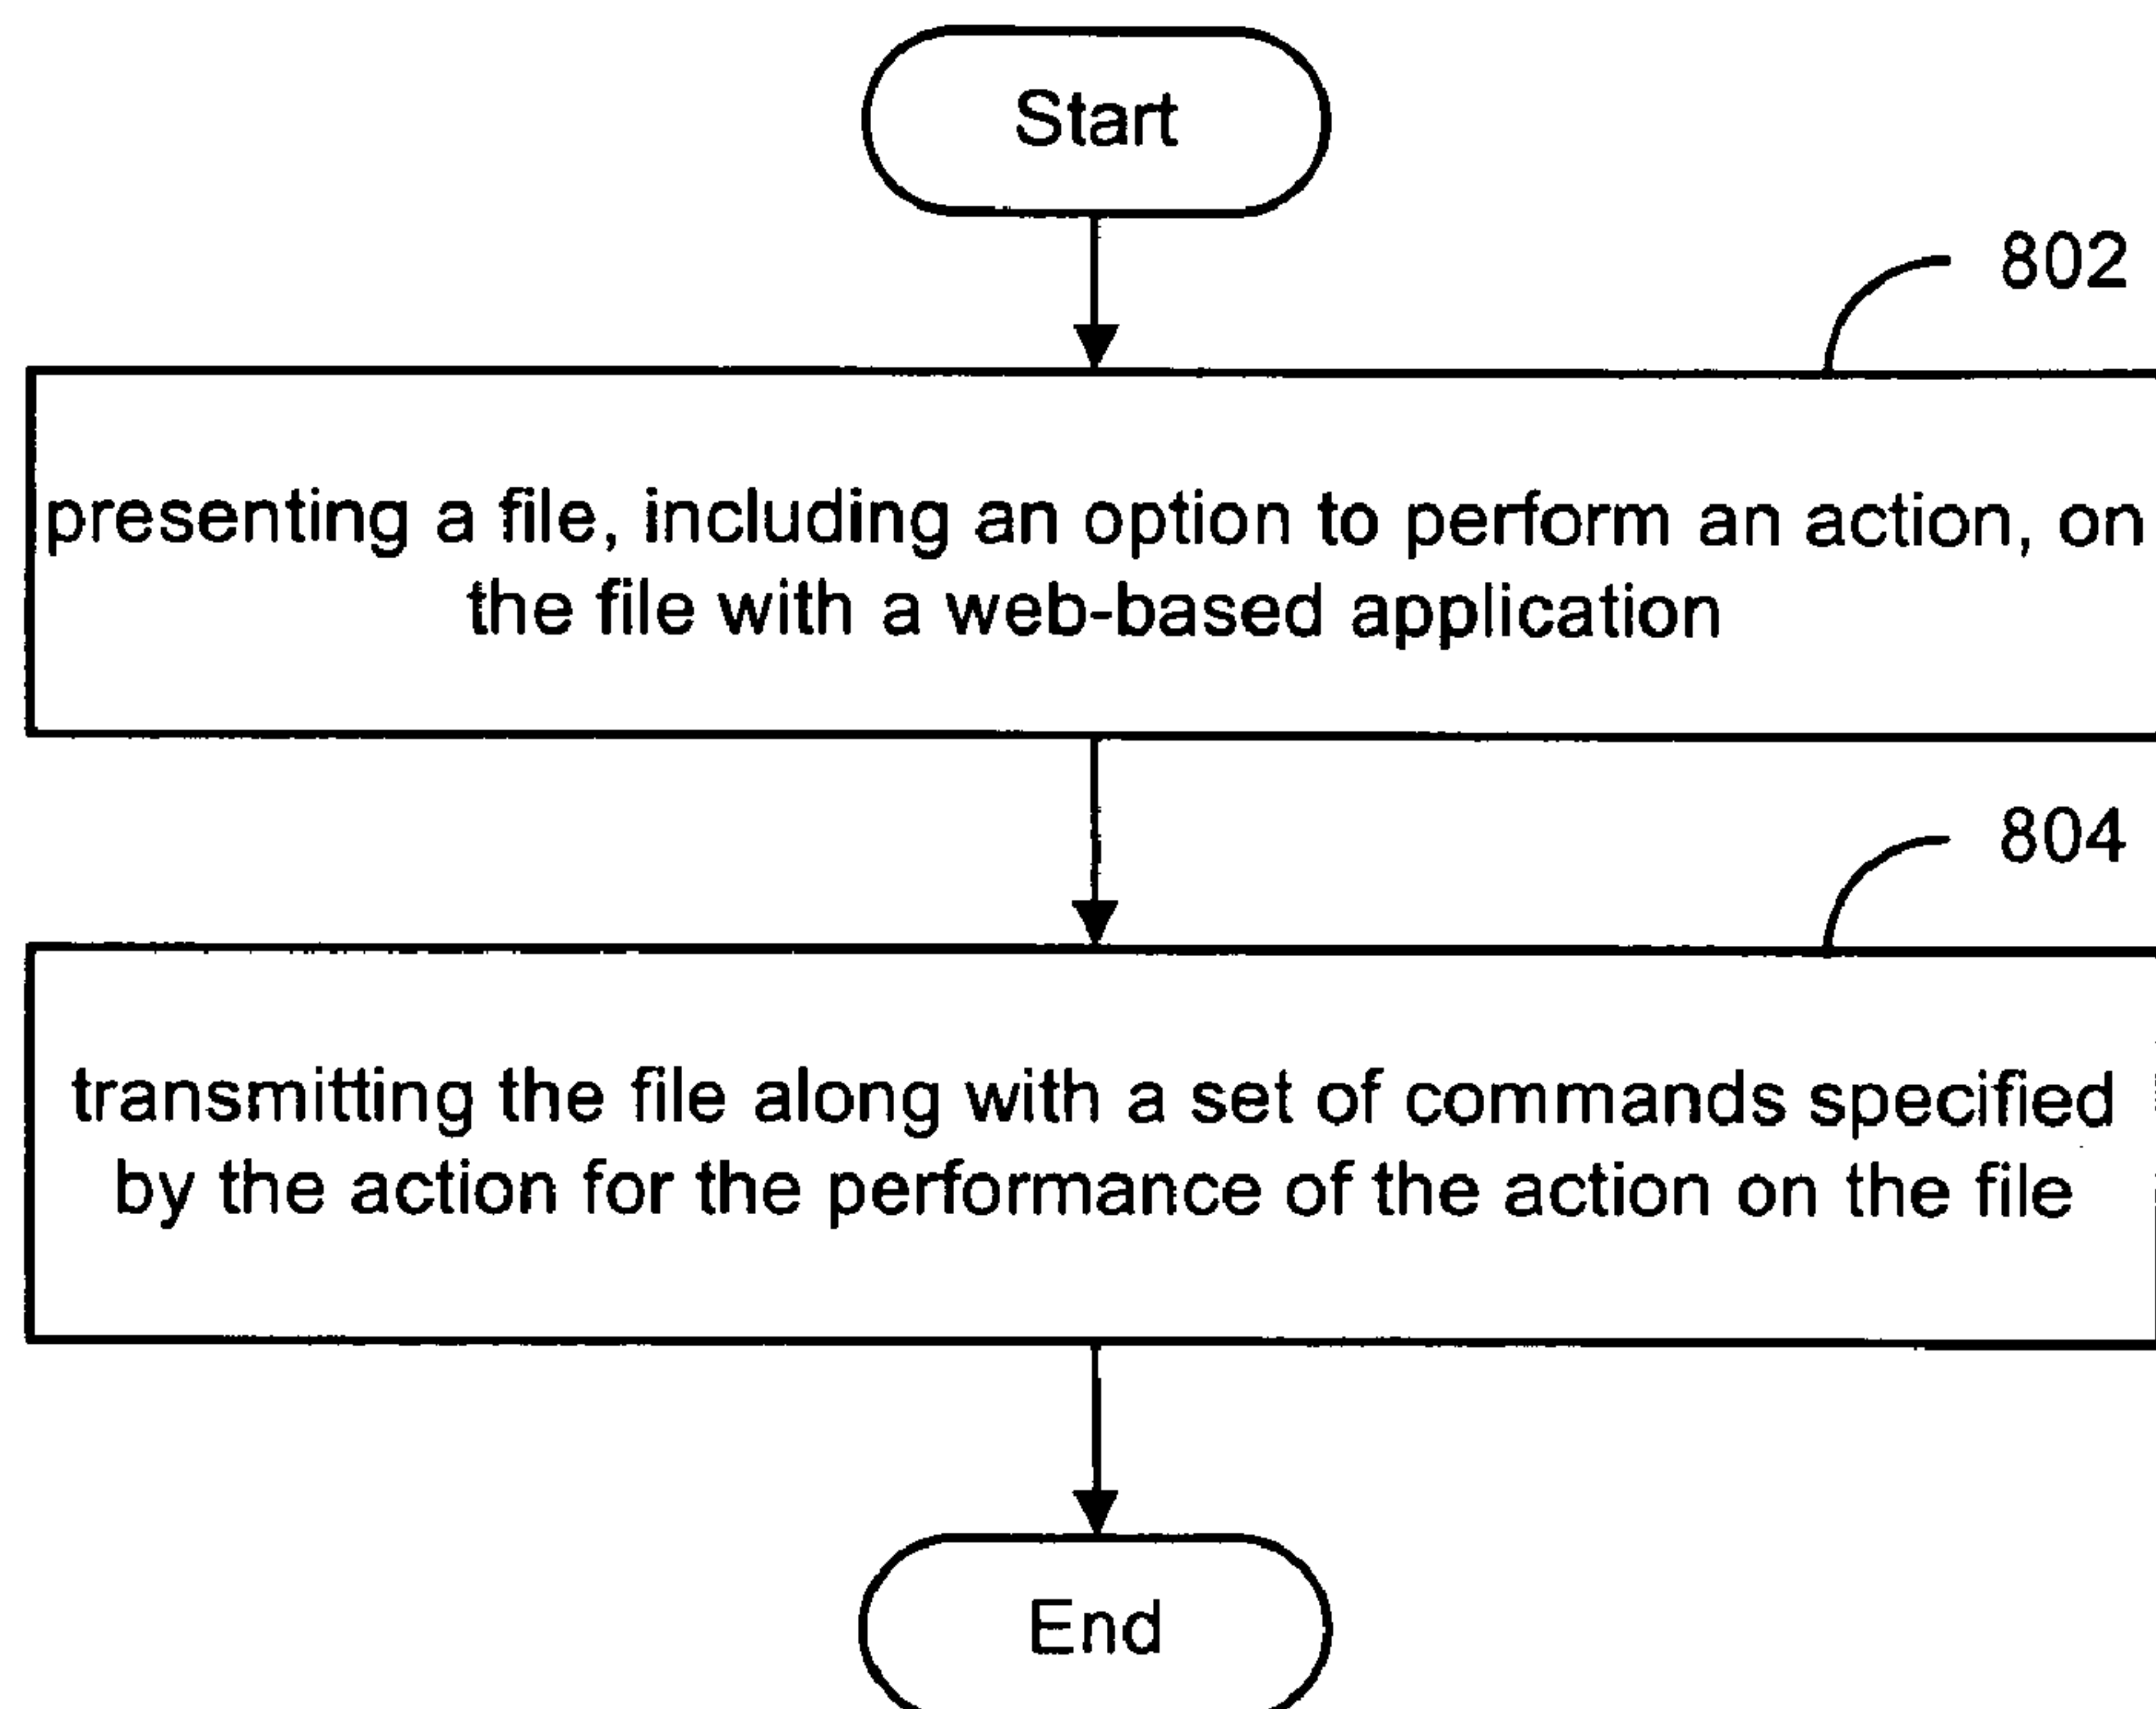 Start
802
presenting a file, including an option to perform an action, on
the file with a web-based application
804
transmitting the file along with a set of commands specified
by the action for the performance of the action on the file
End